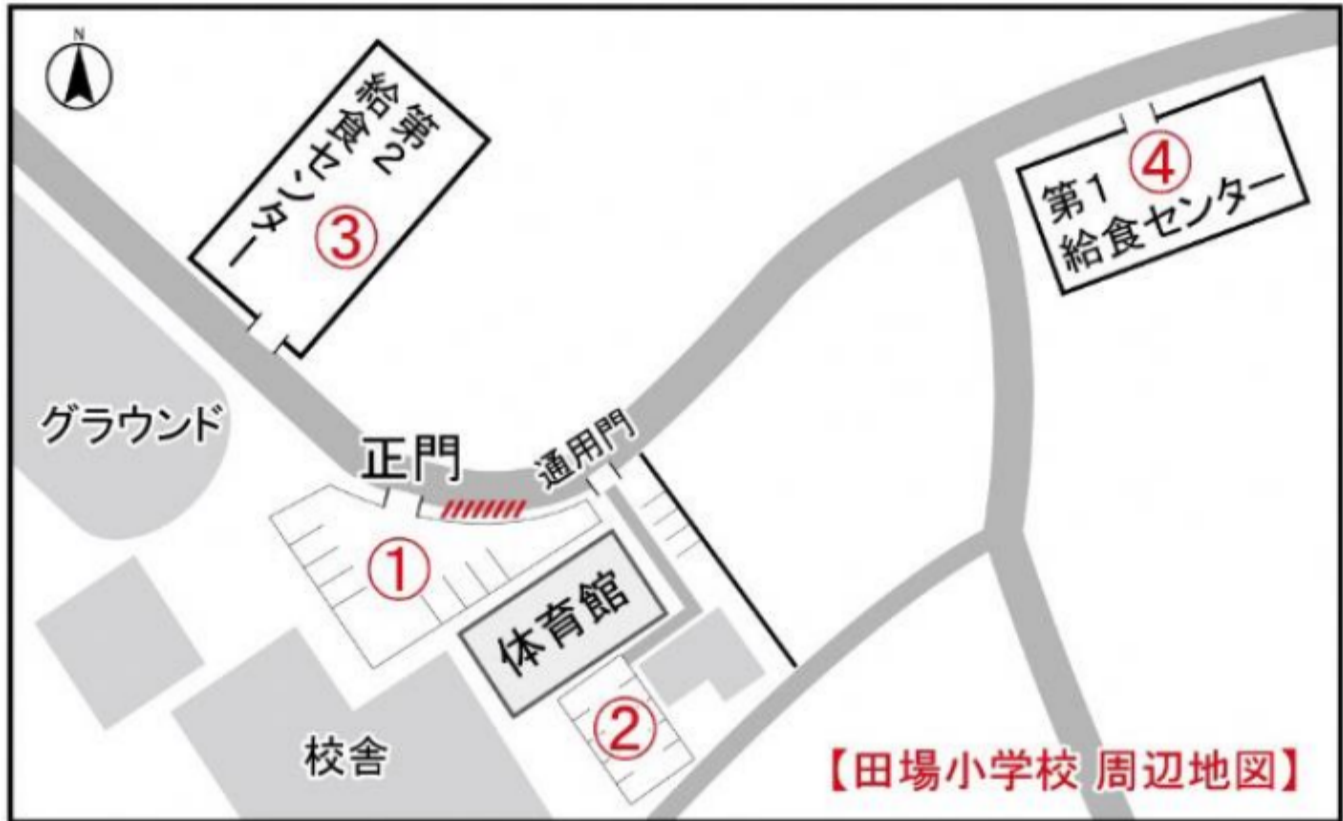 N
第2
給食センター
③
第1
給食センター
④
グラウンド
正門
通用門
①
体育館
②
校舎
【田場小学校 周辺地図】